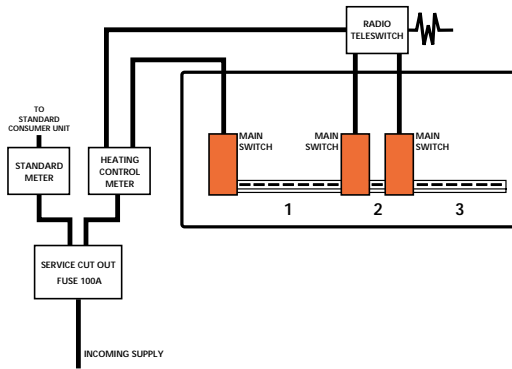 RADIO
TELESWITCH
TO
STANDARD
CONSUMER UNIT
STANDARD
METER
HEATING
CONTROL
METER
MAIN
SWITCH
MAIN
SWITCH
MAIN
SWITCH
1
2
3
SERVICE CUT OUT
FUSE 100A
INCOMING SUPPLY